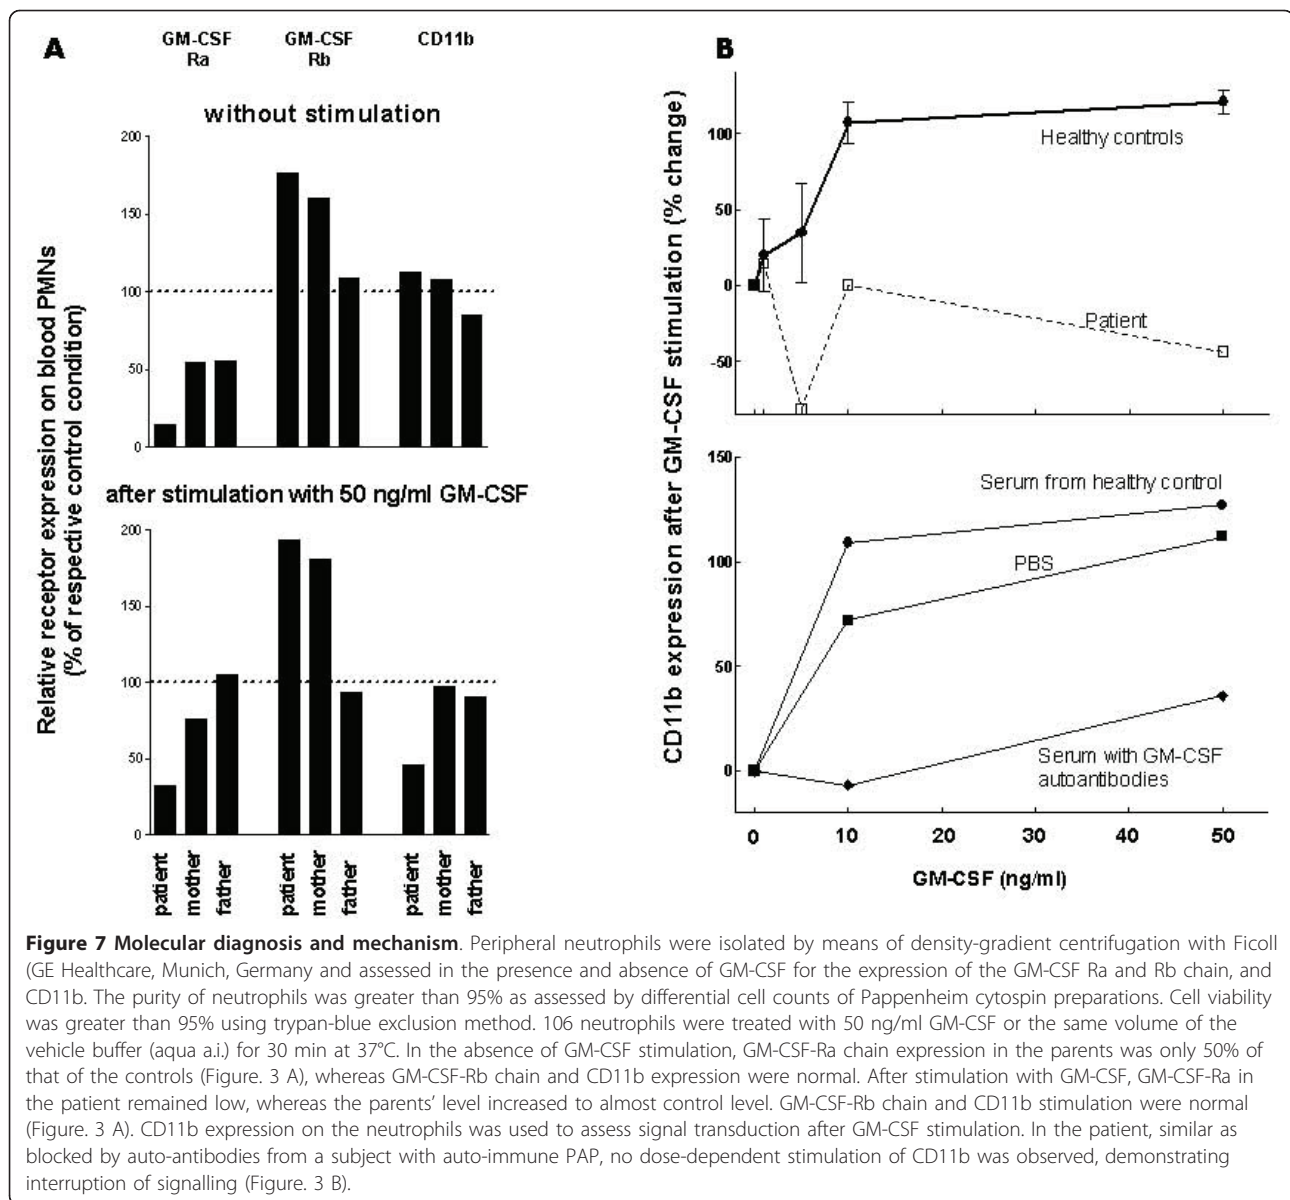 A
GM-CSF
Ra
GM-CSF
Rb
CD11b
without stimulation
200
150
100
50
0
after stimulation with 50 ng/ml GM-CSF
200
150
100
50
0
Relative receptor expression on blood PMNs
(% of respective control condition)
patient
mother
father
patient
mother
father
patient
mother
father
B
CD11b expression after GM-CSF stimulation (% change)
100
50
0
-50
Healthy controls
Patient
150
100
50
0
Serum from healthy control
PBS
Serum with GM-CSF
autoantibodies
0
10
20
30
40
50
GM-CSF (ng/ml)
Figure 7 Molecular diagnosis and mechanism. Peripheral neutrophils were isolated by means of density-gradient centrifugation with Ficoll
(GE Healthcare, Munich, Germany and assessed in the presence and absence of GM-CSF for the expression of the GM-CSF Ra and Rb chain, and
CD11b. The purity of neutrophils was greater than 95% as assessed by differential cell counts of Pappenheim cytospin preparations. Cell viability
was greater than 95% using trypan-blue exclusion method. 106 neutrophils were treated with 50 ng/ml GM-CSF or the same volume of the
vehicle buffer (aqua a.i.) for 30 min at 37°C. In the absence of GM-CSF stimulation, GM-CSF-Ra chain expression in the parents was only 50% of
that of the controls (Figure. 3 A), whereas GM-CSF-Rb chain and CD11b expression were normal. After stimulation with GM-CSF, GM-CSF-Ra in
the patient remained low, whereas the parents' level increased to almost control level. GM-CSF-Rb chain and CD11b stimulation were normal
(Figure. 3 A). CD11b expression on the neutrophils was used to assess signal transduction after GM-CSF stimulation. In the patient, similar as
blocked by auto-antibodies from a subject with auto-immune PAP, no dose-dependent stimulation of CD11b was observed, demonstrating
interruption of signalling (Figure. 3 B).